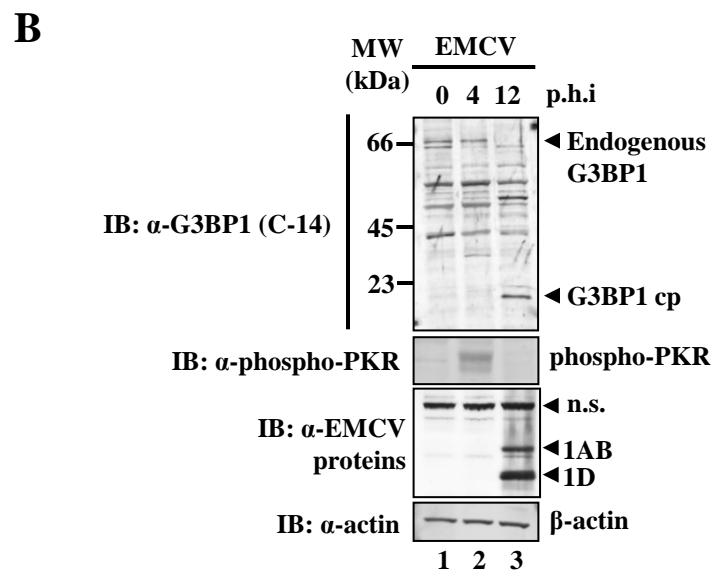 B
MW
(kDa)
EMCV
0 4 12 p.h.i
66
Endogenous
G3BP1
IB: α-G3BP1 (C-14)
45
23
G3BP1 cp
IB: α-phospho-PKR
phospho-PKR
n.s.
IB: α-EMCV
proteins
1AB
1D
IB: α-actin
β-actin
1 2 3